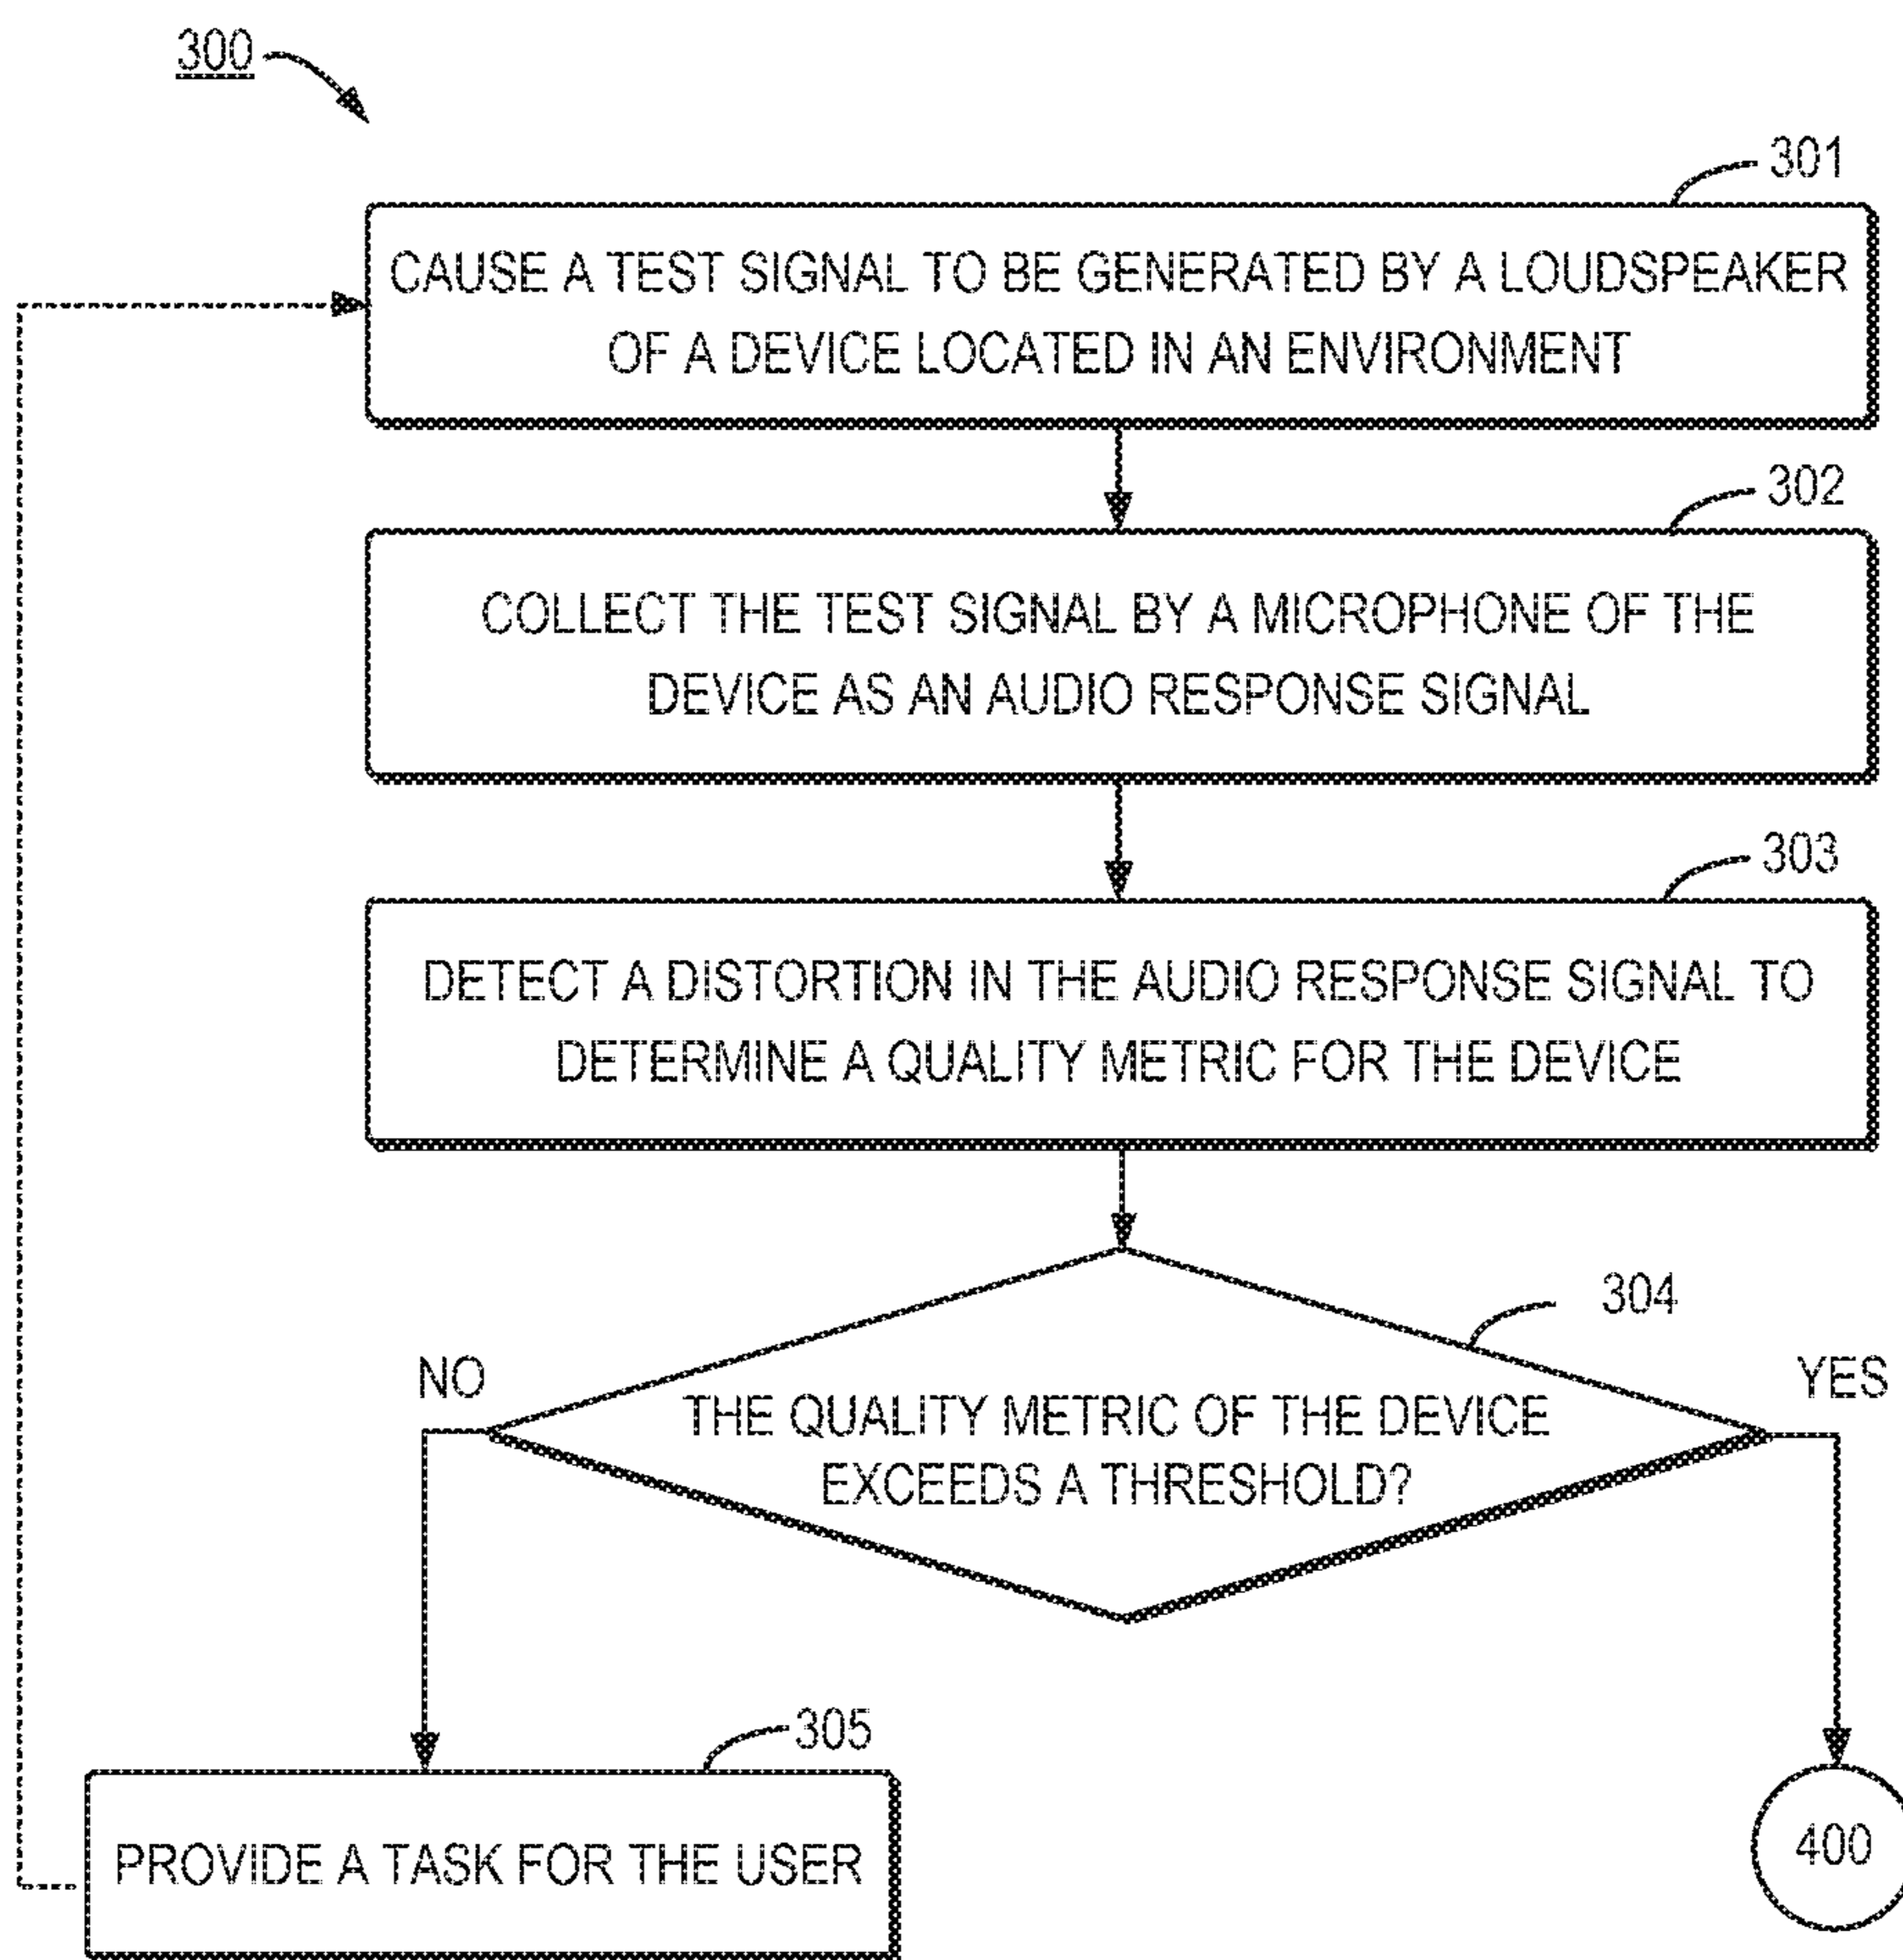 300
301
CAUSE A TEST SIGNAL TO BE GENERATED BY A LOUDSPEAKER
OF A DEVICE LOCATED IN AN ENVIRONMENT
302
COLLECT THE TEST SIGNAL BY A MICROPHONE OF THE
DEVICE AS AN AUDIO RESPONSE SIGNAL
303
DETECT A DISTORTION IN THE AUDIO RESPONSE SIGNAL TO
DETERMINE A QUALITY METRIC FOR THE DEVICE
304
NO
YES
THE QUALITY METRIC OF THE DEVICE
EXCEEDS A THRESHOLD?
305
PROVIDE A TASK FOR THE USER
400